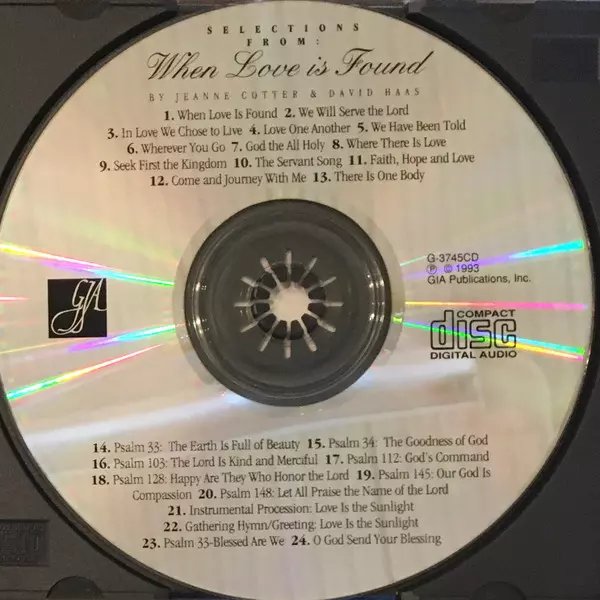 SELECTIONS
FROM:
When Love is Found
BY JEANNE COTTER & DAVID HAAS
1. When Love Is Found 2. We Will Serve the Lord
3. In Love We Chose to Live 4. Love One Another 5. We Have Been Told
6. Wherever You Go 7. God the All Holy 8. Where There Is Love
9. Seek First the Kingdom 10. The Servant Song 11. Faith, Hope and Love
12. Come and Journey With Me 13. There Is One Body
G-3745CD
℗ © 1993
GIA Publications, Inc.
GIA
COMPACT
disc
DIGITAL AUDIO
14. Psalm 33: The Earth Is Full of Beauty 15. Psalm 34: The Goodness of God
16. Psalm 103: The Lord Is Kind and Merciful 17. Psalm 112: God's Command
18. Psalm 128: Happy Are They Who Honor the Lord 19. Psalm 145: Our God Is
Compassion 20. Psalm 148: Let All Praise the Name of the Lord
21. Instrumental Procession: Love Is the Sunlight
22. Gathering Hymn/Greeting: Love Is the Sunlight
23. Psalm 33-Blessed Are We 24. O God Send Your Blessing